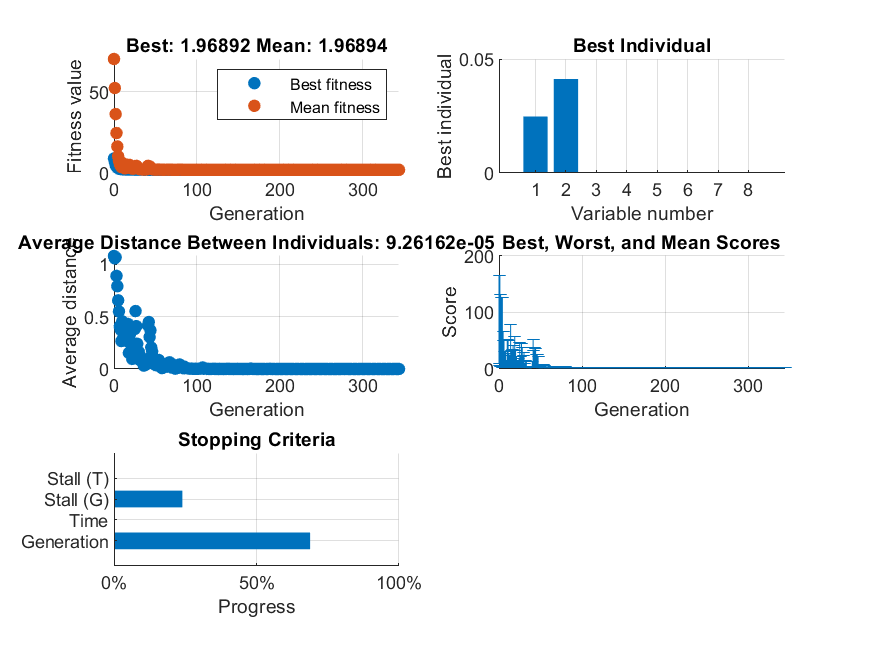 Best: 1.96892 Mean: 1.96894
Fitness value
50
0
Best fitness
Mean fitness
0 100 200 300
Generation
Best Individual
Best individual
0.05
0
1 2 3 4 5 6 7 8
Variable number
Average Distance Between Individuals: 9.26162e-05
Average distance
1
0.5
0
0 100 200 300
Generation
Best, Worst, and Mean Scores
Score
200
100
0
0 100 200 300
Generation
Stopping Criteria
Stall (T)
Stall (G)
Time
Generation
0% 50% 100%
Progress